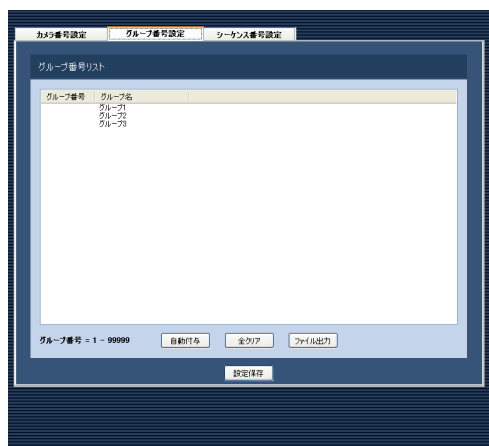 カメラ番号設定 グループ番号設定 シーケンス番号設定
グループ番号リスト
グループ番号 グループ名
グループ1
グループ2
グループ3
グループ番号 = 1 - 99999 自動付与 全クリア ファイル出力
設定保存